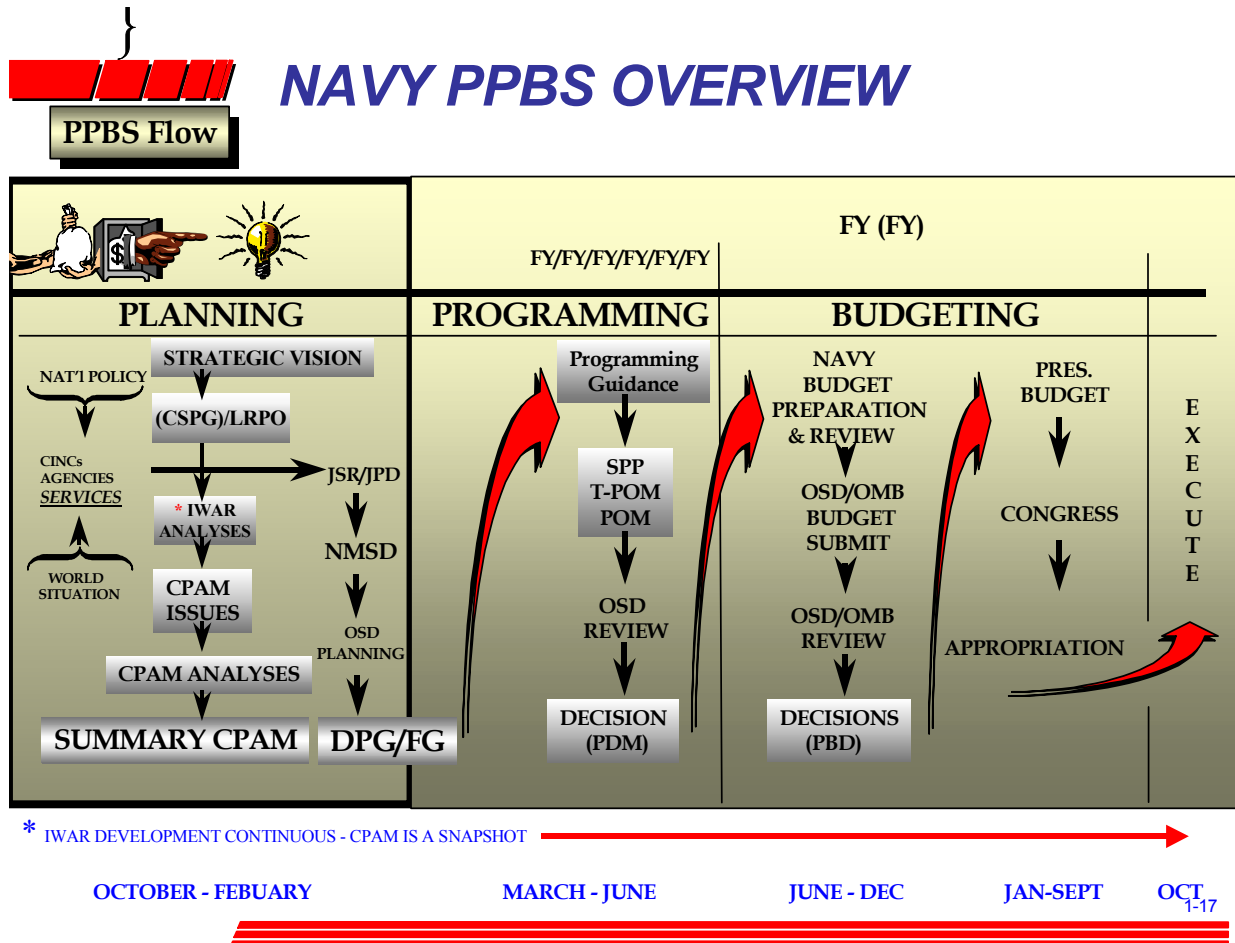 }
NAVY PPBS OVERVIEW
PPBS Flow
$
FY (FY)
FY/FY/FY/FY/FY/FY
PLANNING
PROGRAMMING
BUDGETING
STRATEGIC VISION
NAT'L POLICY
(CSPG)/LRPO
CINCs
AGENCIES
SERVICES
JSR/JPD
* IWAR
ANALYSES
NMSD
WORLD
SITUATION
CPAM
ISSUES
OSD
PLANNING
CPAM ANALYSES
SUMMARY CPAM
DPG/FG
Programming
Guidance
SPP
T-POM
POM
OSD
REVIEW
DECISION
(PDM)
NAVY
BUDGET
PREPARATION
& REVIEW
OSD/OMB
BUDGET
SUBMIT
OSD/OMB
REVIEW
DECISIONS
(PBD)
PRES.
BUDGET
CONGRESS
APPROPRIATION
E
X
E
C
U
T
E
* IWAR DEVELOPMENT CONTINUOUS - CPAM IS A SNAPSHOT
OCTOBER - FEBUARY
MARCH - JUNE
JUNE - DEC
JAN-SEPT
OCT
1-17